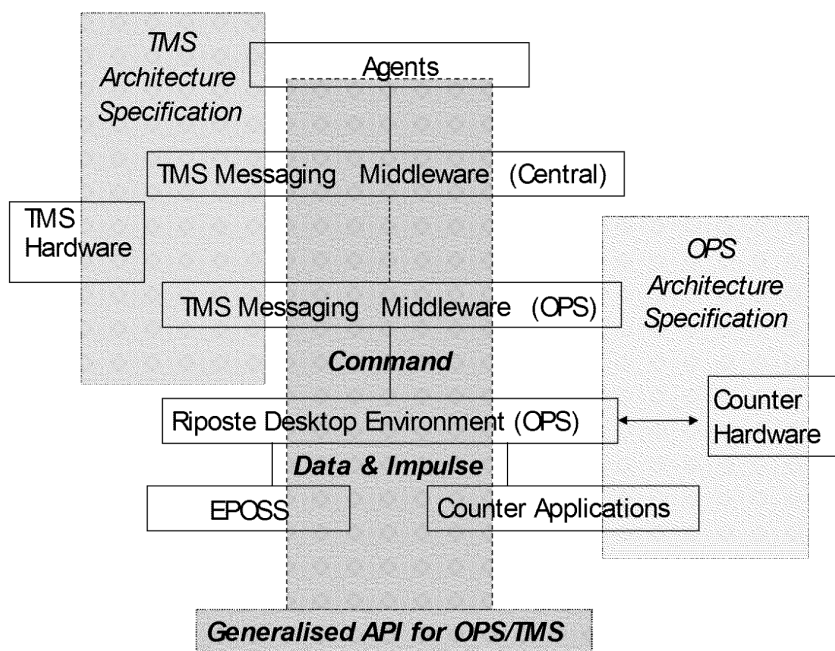 TMS
Architecture
Specification
Agents
TMS Messaging Middleware (Central)
TMS
Hardware
OPS
Architecture
Specification
TMS Messaging Middleware (OPS)
Command
Riposte Desktop Environment (OPS)
Counter
Hardware
Data & Impulse
EPOSS
Counter Applications
Generalised API for OPS/TMS